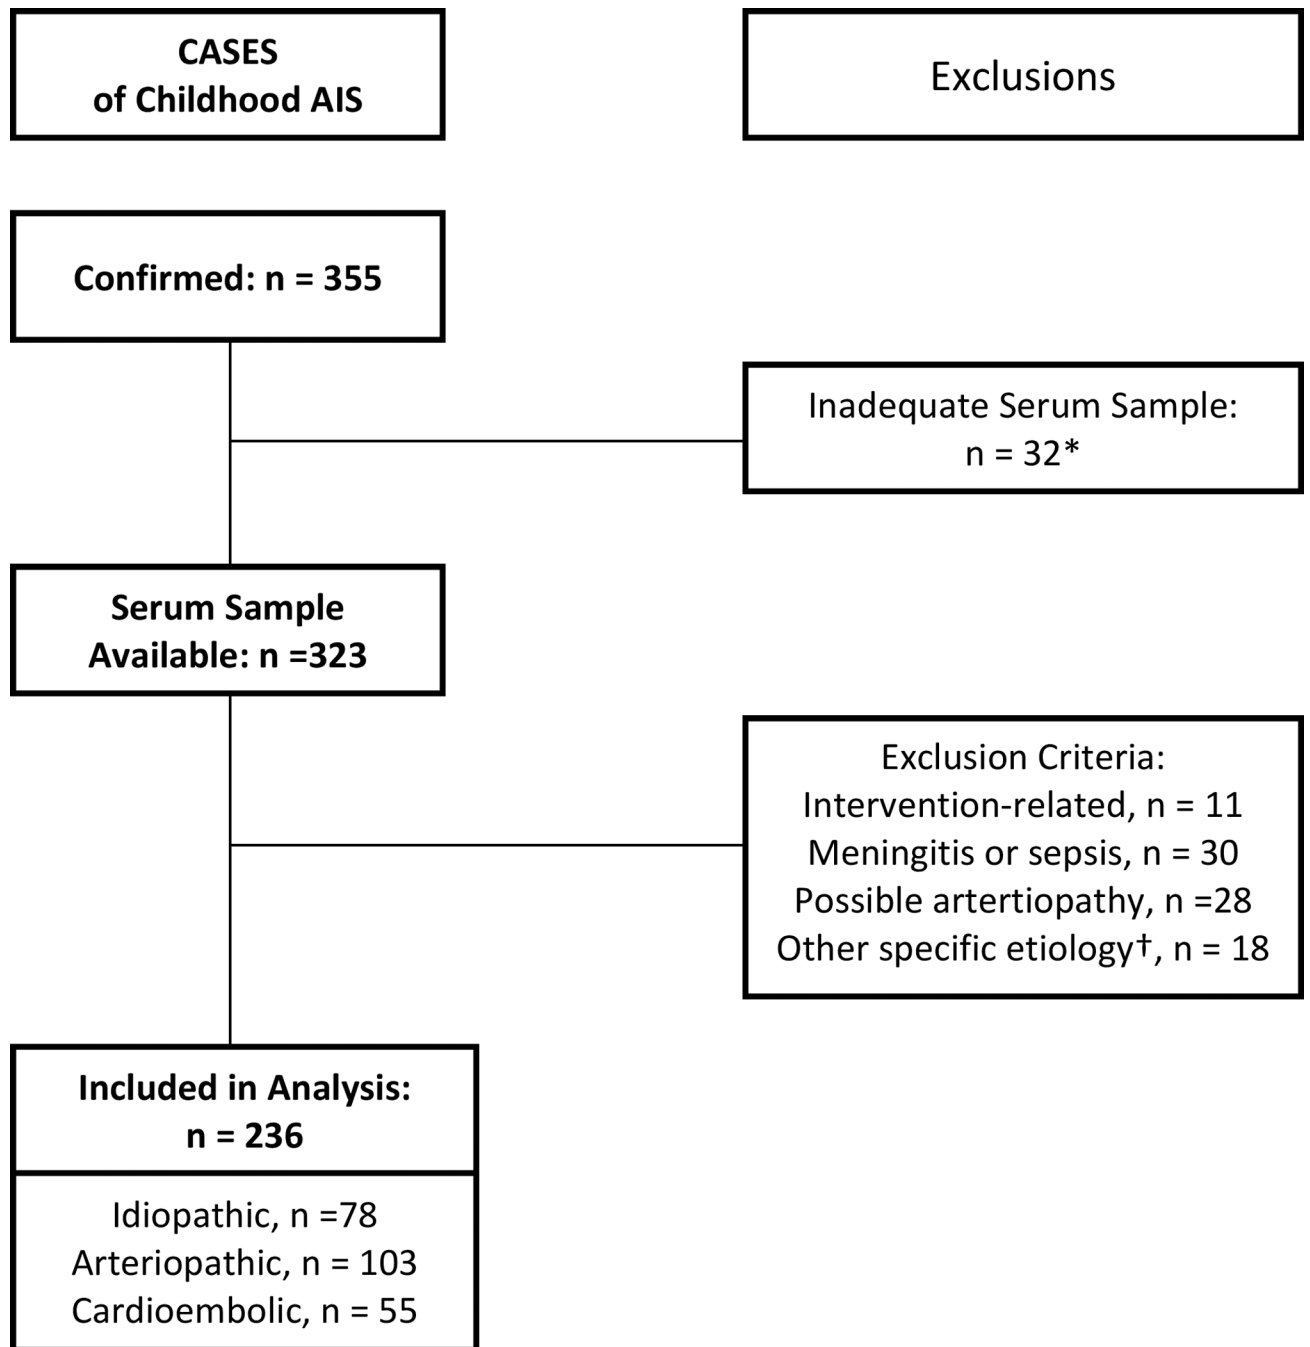 CASES
of Childhood AIS
Exclusions
Confirmed: n = 355
Inadequate Serum Sample:
n = 32*
Serum Sample
Available: n =323
Exclusion Criteria:
Intervention-related, n = 11
Meningitis or sepsis, n = 30
Possible artertiopathy, n =28
Other specific etiology†, n = 18
Included in Analysis:
n = 236
Idiopathic, n =78
Arteriopathic, n = 103
Cardioembolic, n = 55